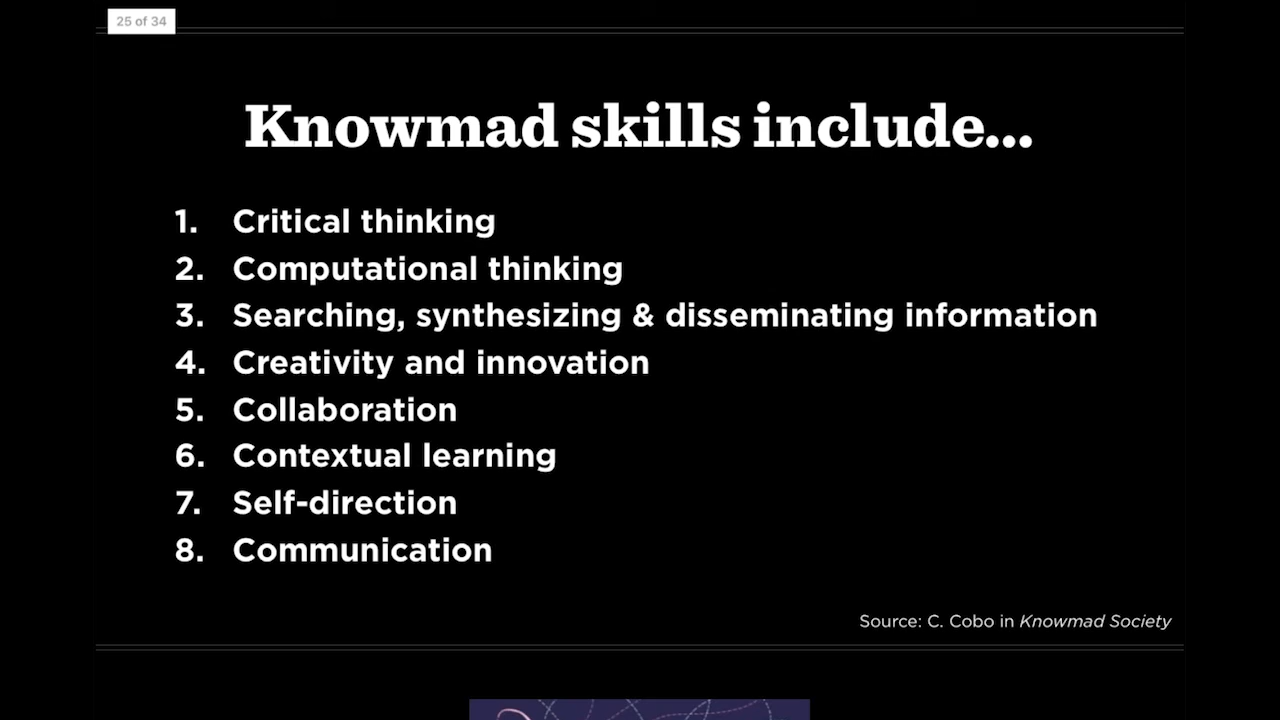 25 of 34
Knowmad skills include...
1. Critical thinking
2. Computational thinking
3. Searching, synthesizing & disseminating information
4. Creativity and innovation
5. Collaboration
6. Contextual learning
7. Self-direction
8. Communication
Source: C. Cobo in Knowmad Society